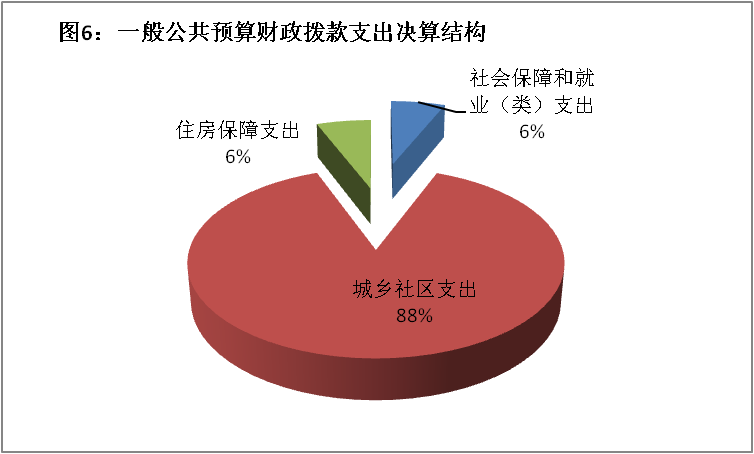 图6：一般公共预算财政拨款支出决算结构
社会保障和就
业（类）支出
6%
住房保障支出
6%
城乡社区支出
88%